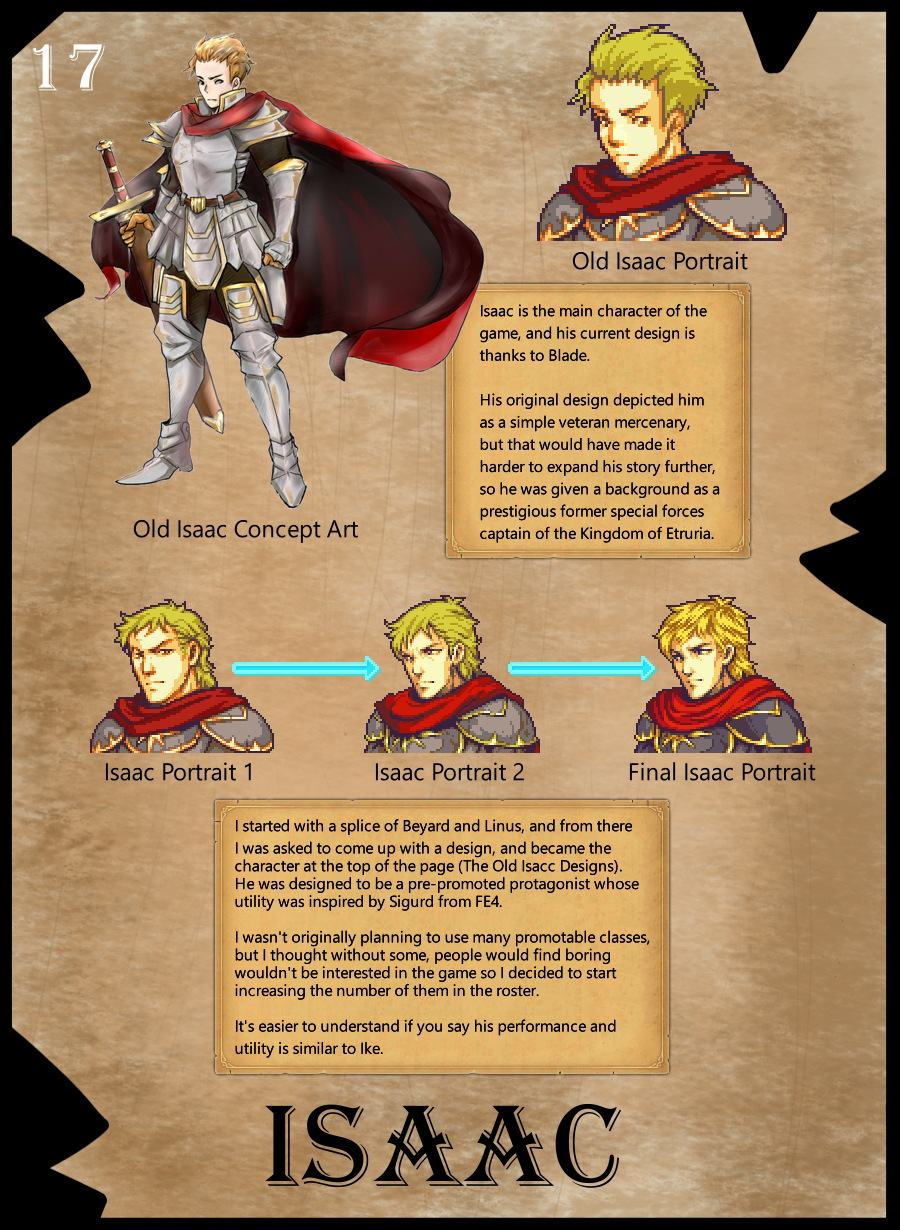 17
Old Isaac Portrait
Isaac is the main character of the
game, and his current design is
thanks to Blade.
His original design depicted him
as a simple veteran mercenary,
but that would have made it
harder to expand his story further,
so he was given a background as a
prestigious former special forces
captain of the Kingdom of Etruria.
Old Isaac Concept Art
Isaac Portrait 1
Isaac Portrait 2
Final Isaac Portrait
I started with a splice of Beyard and Linus, and from there
I was asked to come up with a design, and became the
character at the top of the page (The Old Isacc Designs).
He was designed to be a pre-promoted protagonist whose
utility was inspired by Sigurd from FE4.
I wasn't originally planning to use many promotable classes,
but I thought without some, people would find boring
wouldn't be interested in the game so I decided to start
increasing the number of them in the roster.
It's easier to understand if you say his performance and
utility is similar to Ike.
ISAAC